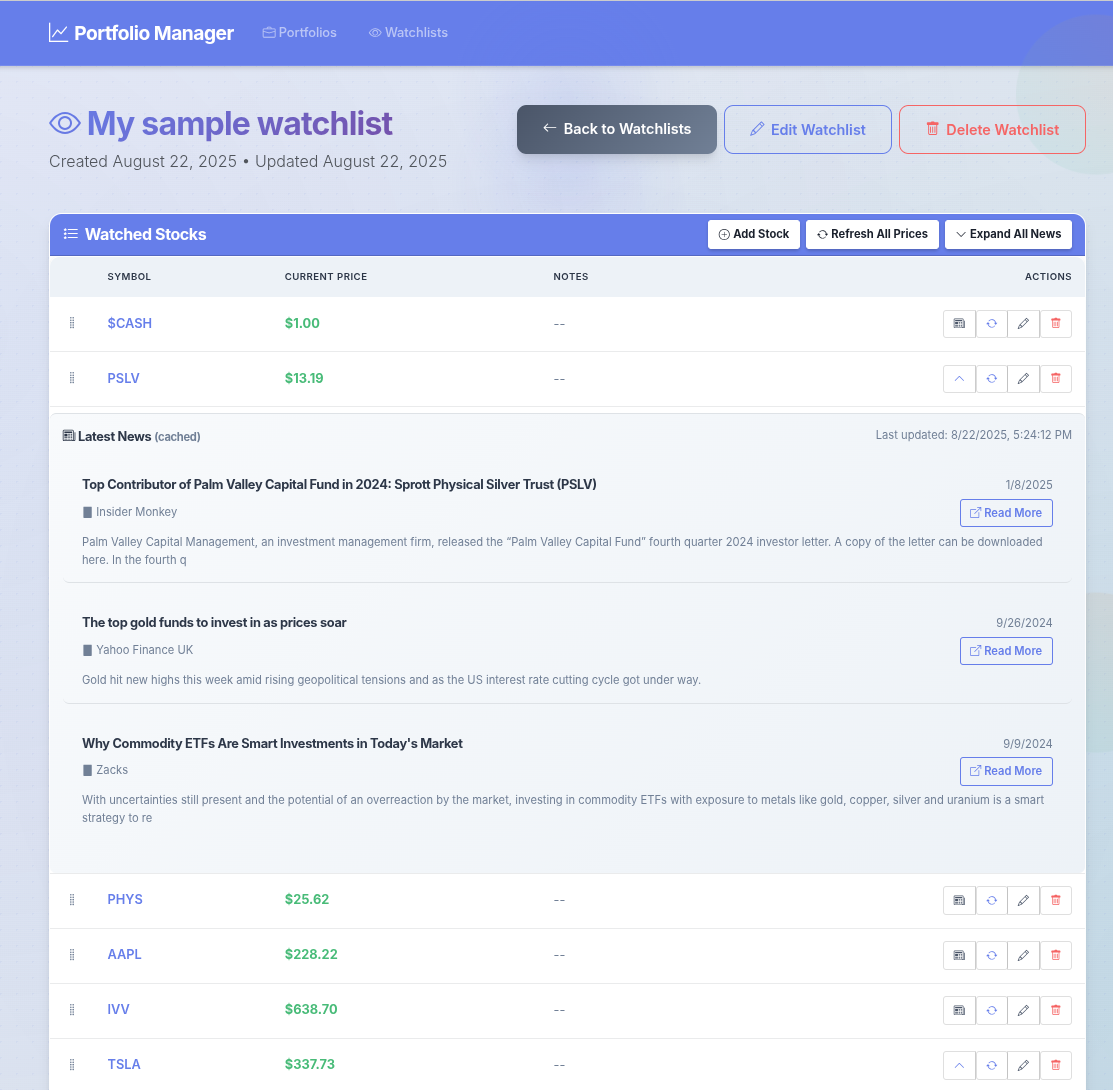 Portfolio Manager Portfolios Watchlists
My sample watchlist
Created August 22, 2025 • Updated August 22, 2025
Back to Watchlists Edit Watchlist Delete Watchlist
Watched Stocks Add Stock Refresh All Prices Expand All News
SYMBOL CURRENT PRICE NOTES ACTIONS
$CASH $1.00 --
PSLV $13.19 --
Latest News (cached) Last updated: 8/22/2025, 5:24:12 PM
Top Contributor of Palm Valley Capital Fund in 2024: Sprott Physical Silver Trust (PSLV) 1/8/2025
Insider Monkey Read More
Palm Valley Capital Management, an investment management firm, released the “Palm Valley Capital Fund” fourth quarter 2024 investor letter. A copy of the letter can be downloaded
here. In the fourth q
The top gold funds to invest in as prices soar 9/26/2024
Yahoo Finance UK Read More
Gold hit new highs this week amid rising geopolitical tensions and as the US interest rate cutting cycle got under way.
Why Commodity ETFs Are Smart Investments in Today's Market 9/9/2024
Zacks Read More
With uncertainties still present and the potential of an overreaction by the market, investing in commodity ETFs with exposure to metals like gold, copper, silver and uranium is a smart
strategy to re
PHYS $25.62 --
AAPL $228.22 --
IVV $638.70 --
TSLA $337.73 --